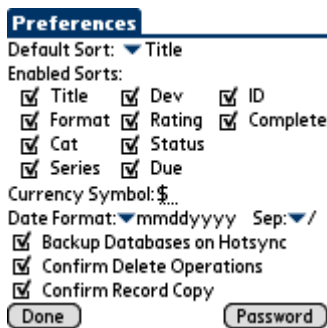 Preferences
Default Sort: Title
Enabled Sorts:
Title Dev ID
Format Rating Complete
Cat Status
Series Due
Currency Symbol: $
Date Format: mmddyyyy Sep: /
Backup Databases on Hotsync
Confirm Delete Operations
Confirm Record Copy
Done Password